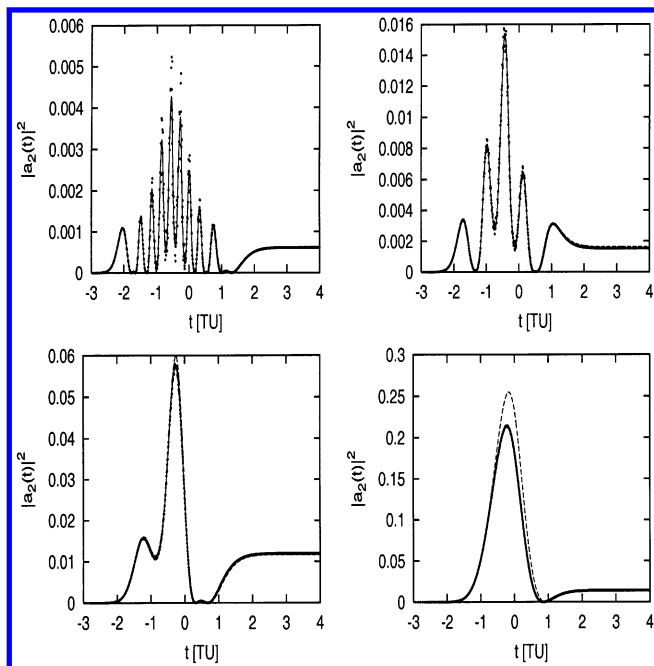 0.006
0.005
0.004
0.003
0.002
0.001
0
|a₂(t)|²
-3 -2 -1 0 1 2 3 4
t [TU]
0.016
0.014
0.012
0.010
0.008
0.006
0.004
0.002
0
|a₂(t)|²
-3 -2 -1 0 1 2 3 4
t [TU]
0.06
0.05
0.04
0.03
0.02
0.01
0
|a₂(t)|²
-3 -2 -1 0 1 2 3 4
t [TU]
0.3
0.25
0.2
0.15
0.1
0.05
0
|a₂(t)|²
-3 -2 -1 0 1 2 3 4
t [TU]